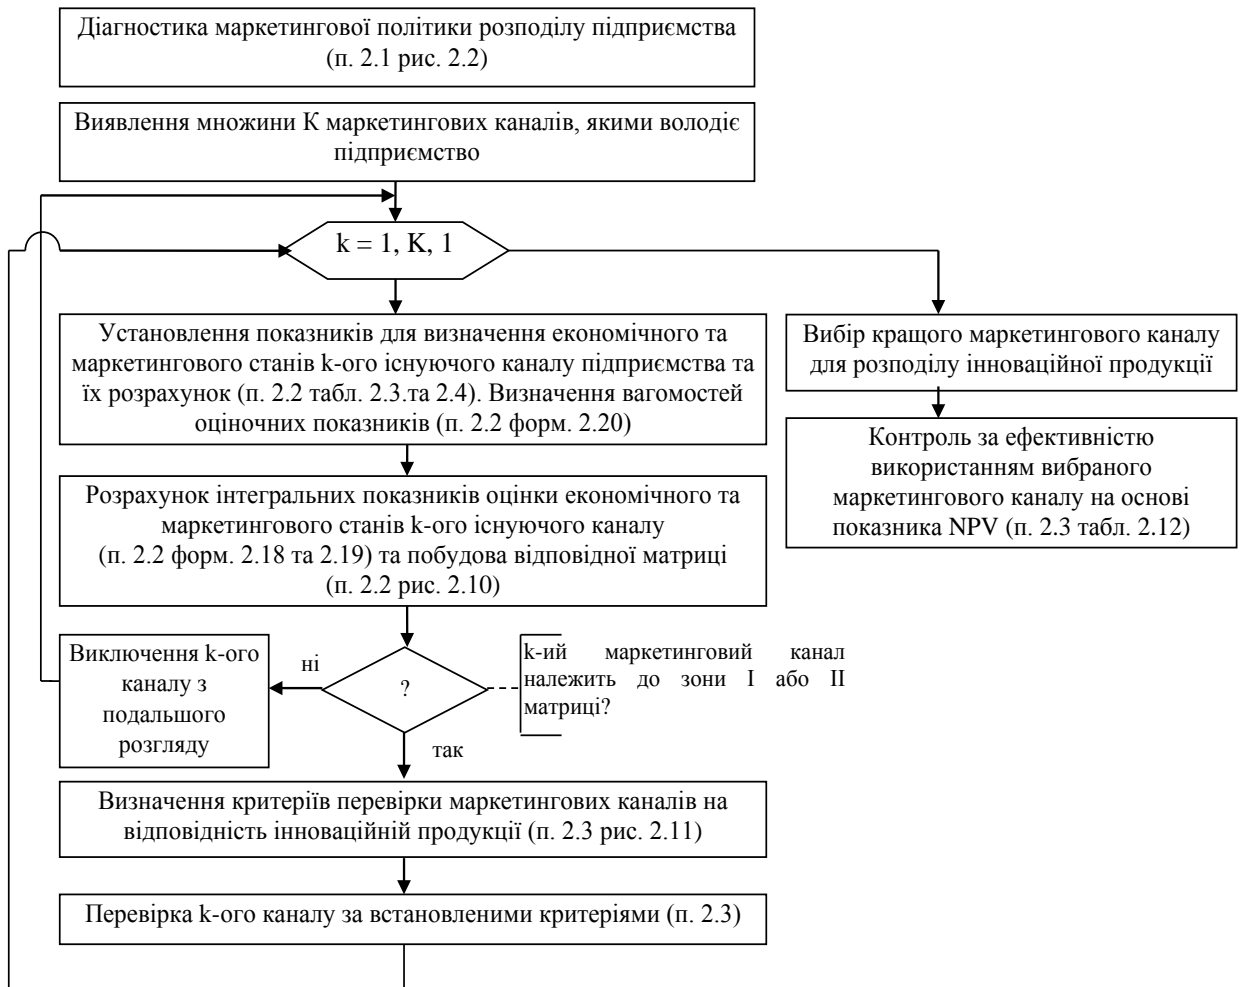 Діагностика маркетингової політики розподілу підприємства
(п. 2.1 рис. 2.2)
Виявлення множини К маркетингових каналів, якими володіє
підприємство
k = 1, K, 1
Установлення показників для визначення економічного та
маркетингового станів k-ого існуючого каналу підприємства та
їх розрахунок (п. 2.2 табл. 2.3.та 2.4). Визначення вагомостей
оціночних показників (п. 2.2 форм. 2.20)
Вибір кращого маркетингового каналу
для розподілу інноваційної продукції
Контроль за ефективністю
використанням вибраного
маркетингового каналу на основі
показника NPV (п. 2.3 табл. 2.12)
Розрахунок інтегральних показників оцінки економічного та
маркетингового станів k-ого існуючого каналу
(п. 2.2 форм. 2.18 та 2.19) та побудова відповідної матриці
(п. 2.2 рис. 2.10)
Виключення k-ого
каналу з
подальшого
розгляду
ні
?
k-ий маркетинговий канал
належить до зони І або ІІ
матриці?
так
Визначення критеріїв перевірки маркетингових каналів на
відповідність інноваційній продукції (п. 2.3 рис. 2.11)
Перевірка k-ого каналу за встановленими критеріями (п. 2.3)